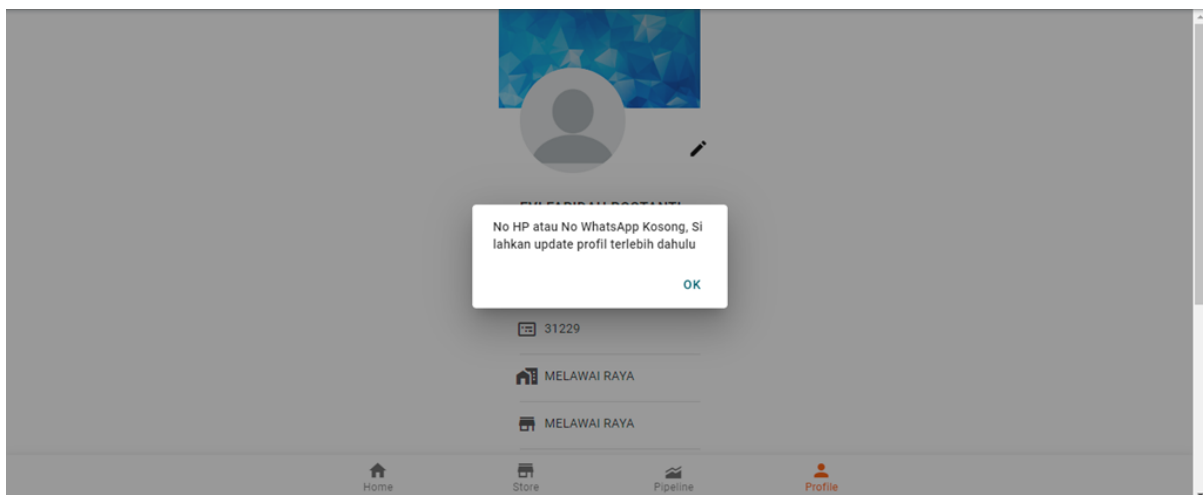 No HP atau No WhatsApp Kosong, Si
lahkan update profil terlebih dahulu
OK
31229
MELAWAI RAYA
MELAWAI RAYA
Home
Store
Pipeline
Profile